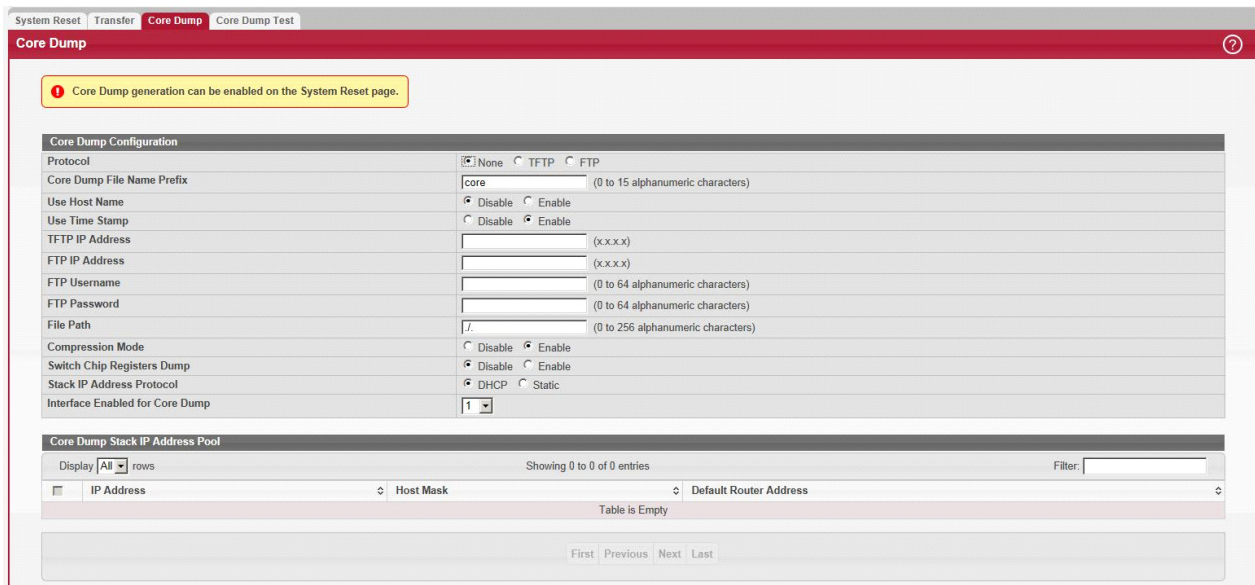 System Reset Transfer Core Dump Core Dump Test
Core Dump
Core Dump generation can be enabled on the System Reset page.
Core Dump Configuration
Protocol None TFTP FTP
Core Dump File Name Prefix core (0 to 15 alphanumeric characters)
Use Host Name Disable Enable
Use Time Stamp Disable Enable
TFTP IP Address (x.x.x.x)
FTP IP Address (x.x.x.x)
FTP Username (0 to 64 alphanumeric characters)
FTP Password (0 to 64 alphanumeric characters)
File Path ./. (0 to 256 alphanumeric characters)
Compression Mode Disable Enable
Switch Chip Registers Dump Disable Enable
Stack IP Address Protocol DHCP Static
Interface Enabled for Core Dump 1
Core Dump Stack IP Address Pool
Display All rows Showing 0 to 0 of 0 entries Filter:
IP Address Host Mask Default Router Address
Table is Empty
First Previous Next Last